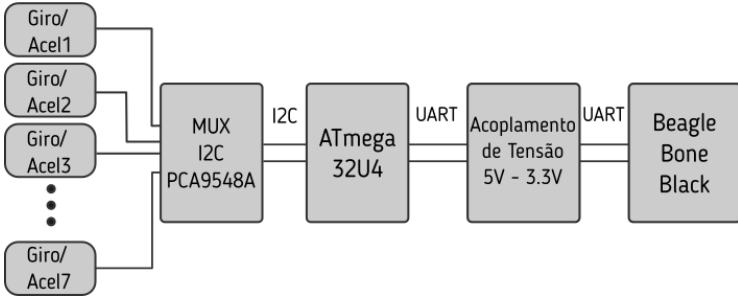 Giro/
Acel1
Giro/
Acel2
Giro/
Acel3
Giro/
Acel7
MUX
I2C
PCA9548A
I2C
ATmega
32U4
UART
Acoplamento
de Tensão
5V - 3.3V
UART
Beagle
Bone
Black